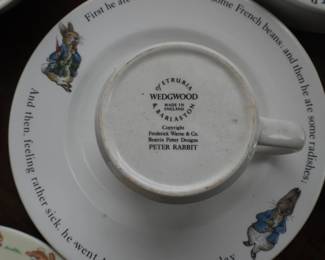 First he ate
some French beans, and then he ate some radishes;
And then, feeling rather sick, he went
OF ETRURIA
WEDGWOOD
MADE IN
ENGLAND
& BARLASTON
Copyright
Frederick Warne & Co.
Beatrix Potter Designs
PETER RABBIT